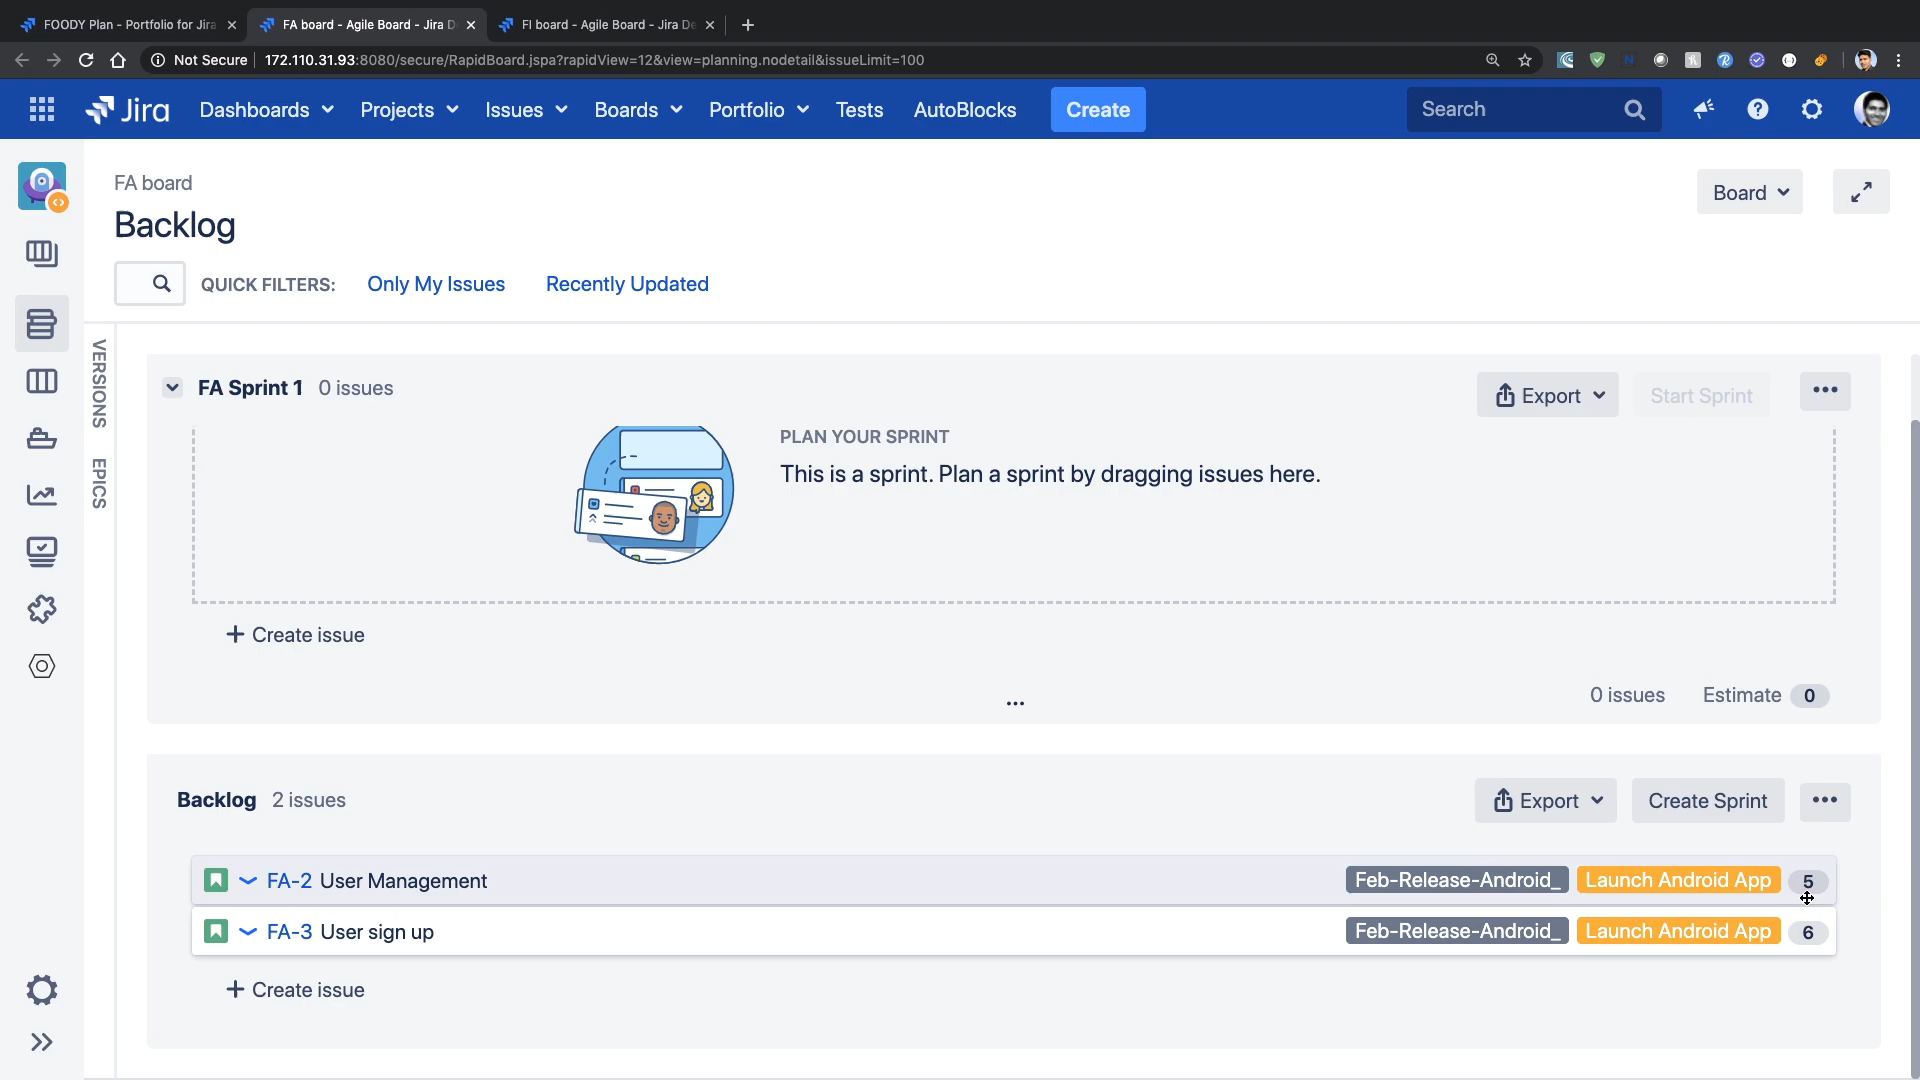 FOODY Plan - Portfolio for Jira
FA board - Agile Board - Jira D
FI board - Agile Board - Jira De
Not Secure
172.110.31.93:8080/secure/RapidBoard.jspa?rapidView=12&view=planning.nodetail&issueLimit=100
Jira
Dashboards
Projects
Issues
Boards
Portfolio
Tests
AutoBlocks
Create
Search
FA board
Board
Backlog
QUICK FILTERS:
Only My Issues
Recently Updated
VERSIONS
EPICS
FA Sprint 1 0 issues
Export
Start Sprint
PLAN YOUR SPRINT
This is a sprint. Plan a sprint by dragging issues here.
+ Create issue
0 issues
Estimate 0
Backlog 2 issues
Export
Create Sprint
FA-2 User Management Feb-Release-Android_ Launch Android App 5
FA-3 User sign up Feb-Release-Android_ Launch Android App 6
+ Create issue